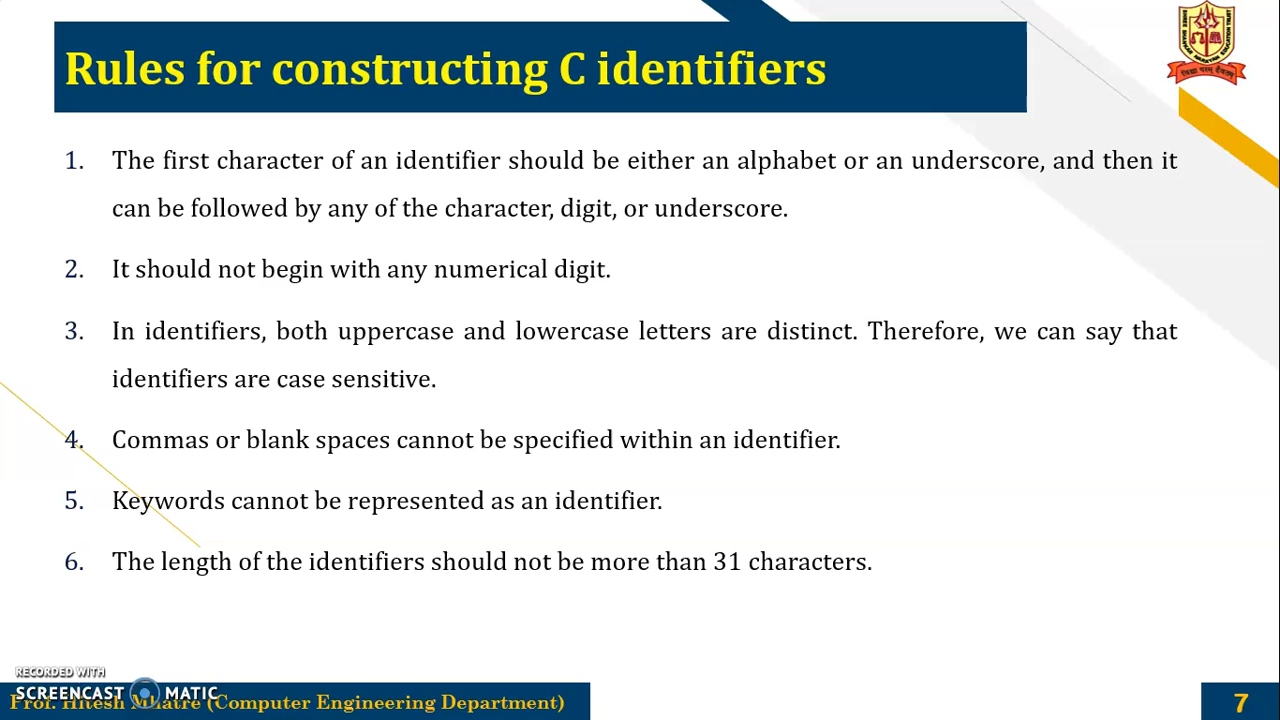 Rules for constructing C identifiers
1. The first character of an identifier should be either an alphabet or an underscore, and then it
can be followed by any of the character, digit, or underscore.
2. It should not begin with any numerical digit.
3. In identifiers, both uppercase and lowercase letters are distinct. Therefore, we can say that
identifiers are case sensitive.
4. Commas or blank spaces cannot be specified within an identifier.
5. Keywords cannot be represented as an identifier.
6. The length of the identifiers should not be more than 31 characters.
RECORDED WITH
SCREENCAST MATIC
Prof. Hitesh Mhatre (Computer Engineering Department)
7